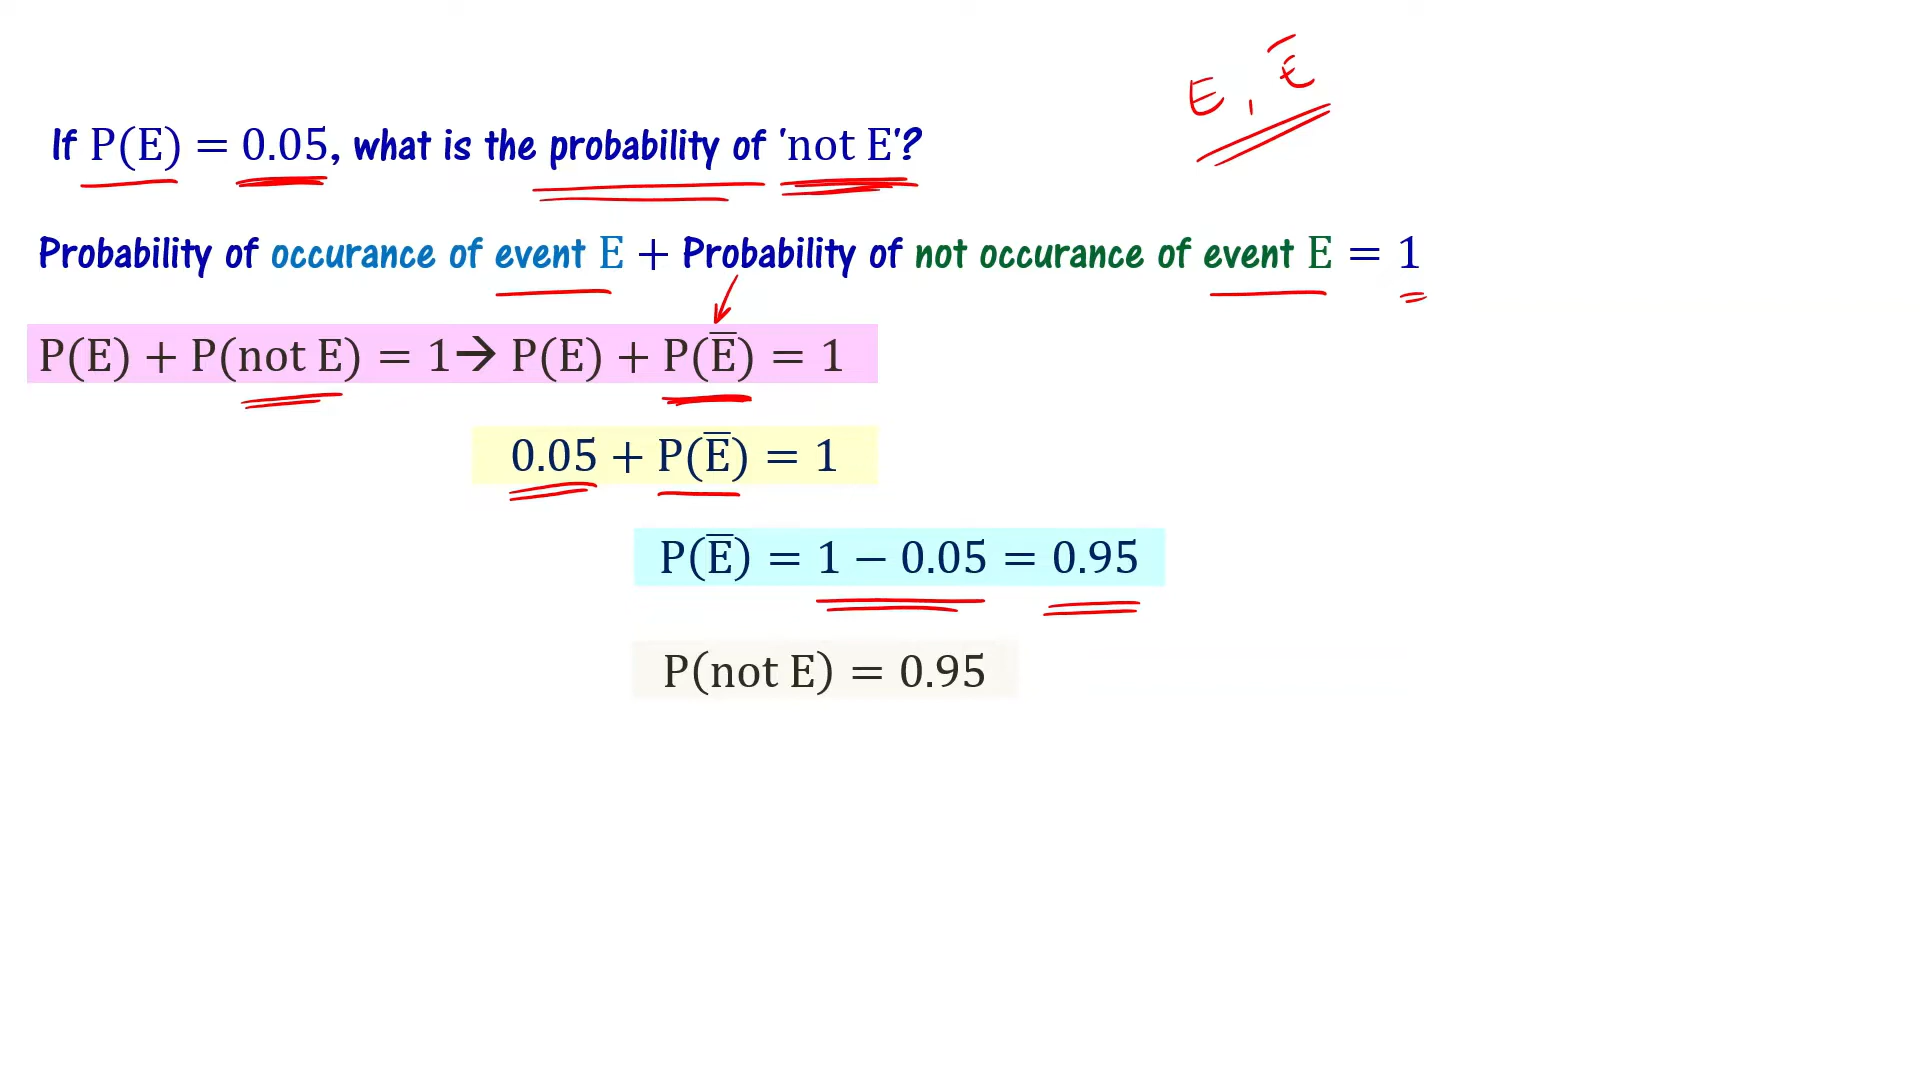 E, E̅
If P(E) = 0.05, what is the probability of 'not E'?
Probability of occurance of event E + Probability of not occurance of event E = 1
P(E) + P(not E) = 1➔ P(E) + P(E̅) = 1
0.05 + P(E̅) = 1
P(E̅) = 1 − 0.05 = 0.95
P(not E) = 0.95